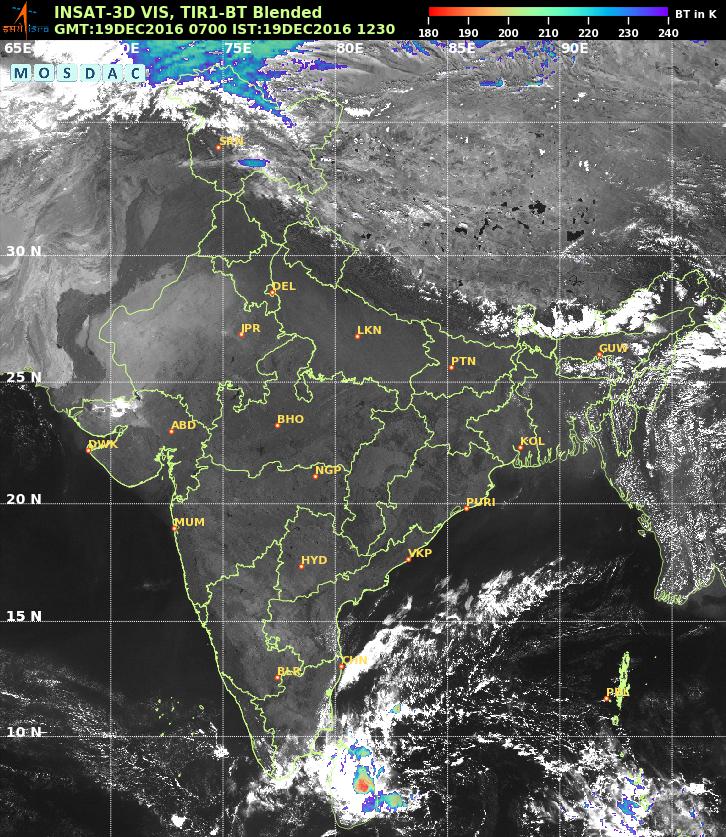 INSAT-3D VIS, TIR1-BT Blended
GMT:19DEC2016 0700 IST:19DEC2016 1230
BT in K
180 190 200 210 220 230 240
65E 75E 80E 85E 90E
MOSDAC
SRN
30 N
DEL
JPR
LKN
GUW
PTN
25 N
ABD
BHO
DWK
KOL
NGP
20 N
PURI
MUM
VKP
HYD
15 N
CHN
BLR
PBL
10 N